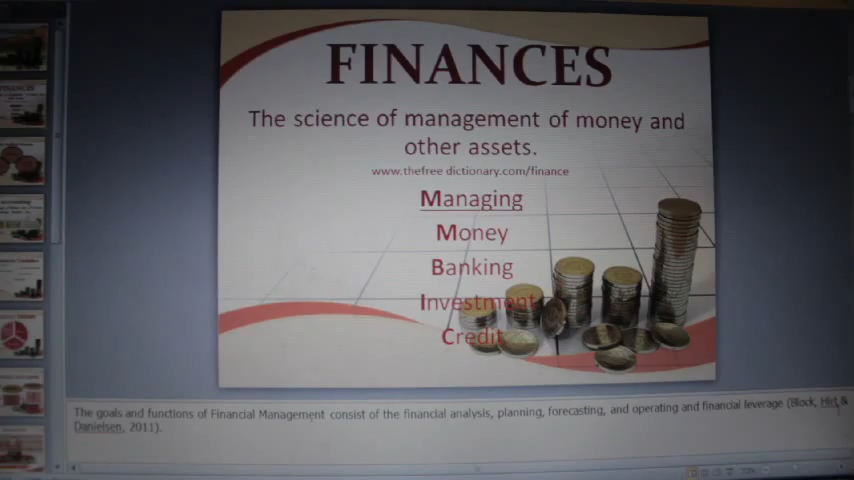 FINANCES
The science of management of money and
other assets.
www.thefree dictionary.com/finance
Managing
Money
Banking
Investment
Credit
The goals and functions of Financial Management consist of the financial analysis, planning, forecasting, and operating and financial leverage (Block, Hirt &
Danielsen, 2011).